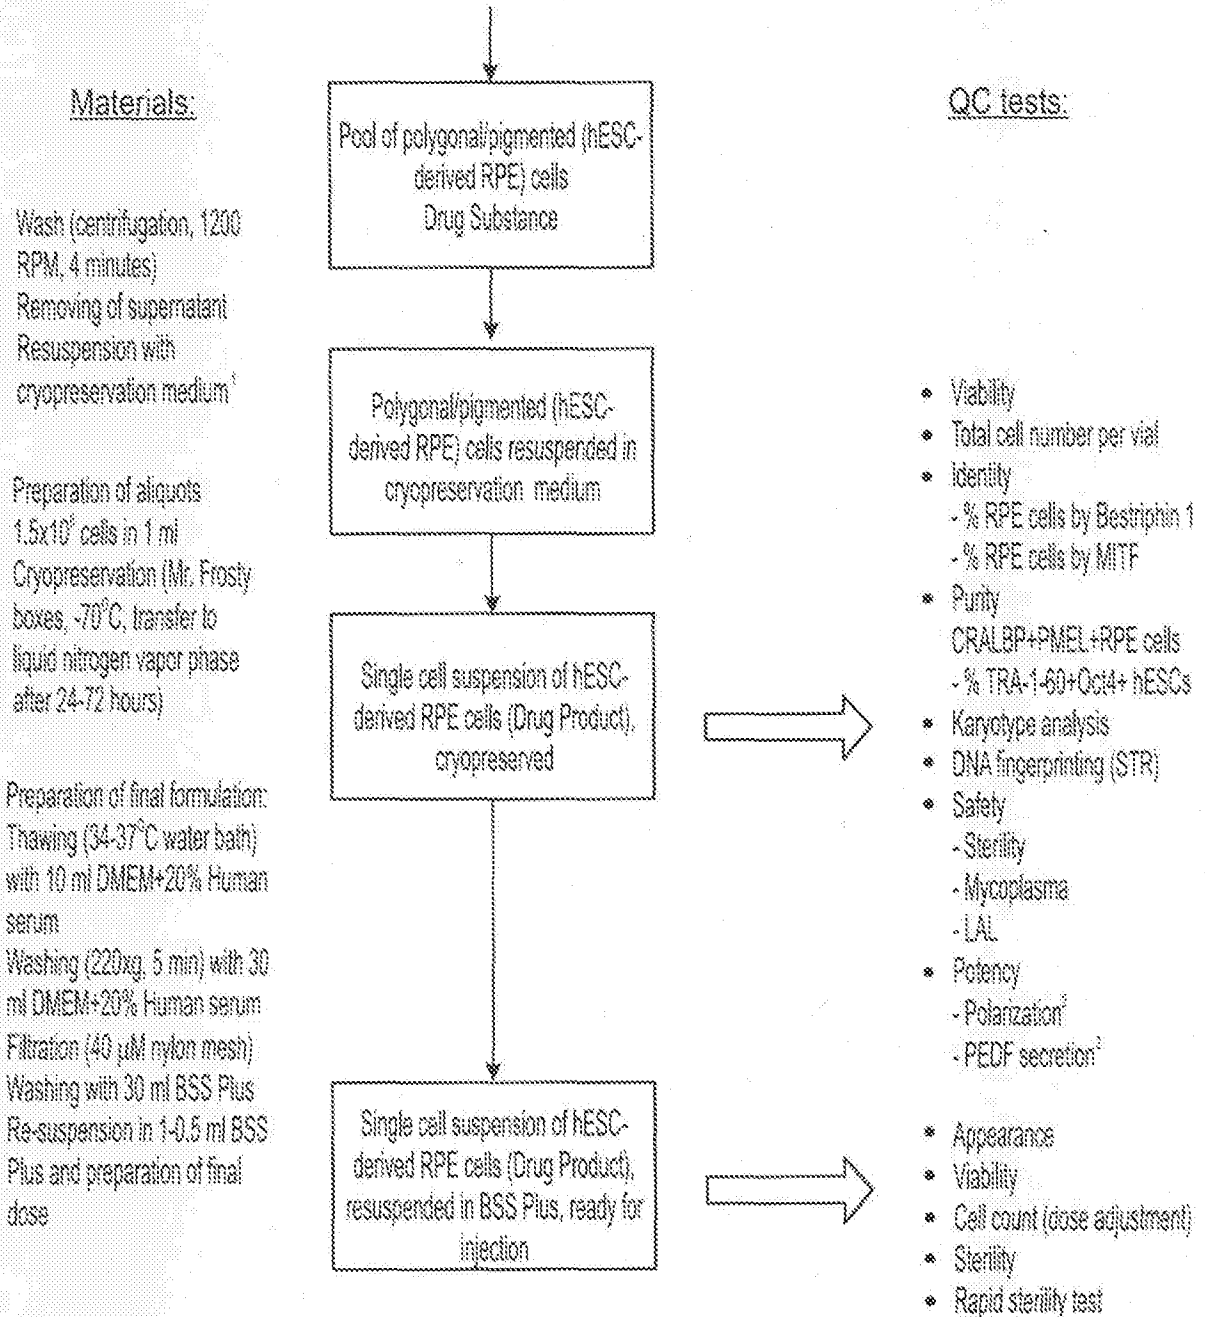 Materials:
Wash (centrifugation, 1200
RPM, 4 minutes)
Removing of supernatant
Resuspension with
cryopreservation medium¹
Preparation of aliquots
1.5x10⁶ cells in 1 ml
Cryopreservation (Mr. Frosty
boxes, -70⁰C, transfer to
liquid nitrogen vapor phase
after 24-72 hours)
Preparation of final formulation:
Thawing (34-37⁰C water bath)
with 10 ml DMEM+20% Human
serum
Washing (220xg, 5 min) with 30
ml DMEM+20% Human serum
Filtration (40 µM nylon mesh)
Washing with 30 ml BSS Plus
Re-suspension in 1-0.5 ml BSS
Plus and preparation of final
dose
Pool of polygonal/pigmented (hESC-
derived RPE) cells
Drug Substance
Polygonal/pigmented (hESC-
derived RPE) cells resuspended in
cryopreservation medium
Single cell suspension of hESC-
derived RPE cells (Drug Product),
cryopreserved
Single cell suspension of hESC-
derived RPE cells (Drug Product),
resuspended in BSS Plus, ready for
injection
QC tests:
• Viability
• Total cell number per vial
• Identity
- % RPE cells by Bestriphin 1
- % RPE cells by MITF
• Purity
CRALBP+PMEL+RPE cells
- % TRA-1-60+Oct4+ hESCs
• Karyotype analysis
• DNA fingerprinting (STR)
• Safety
- Sterility
- Mycoplasma
- LAL
• Potency
- Polarization²
- PEDF secretion²
• Appearance
• Viability
• Cell count (dose adjustment)
• Sterility
• Rapid sterility test